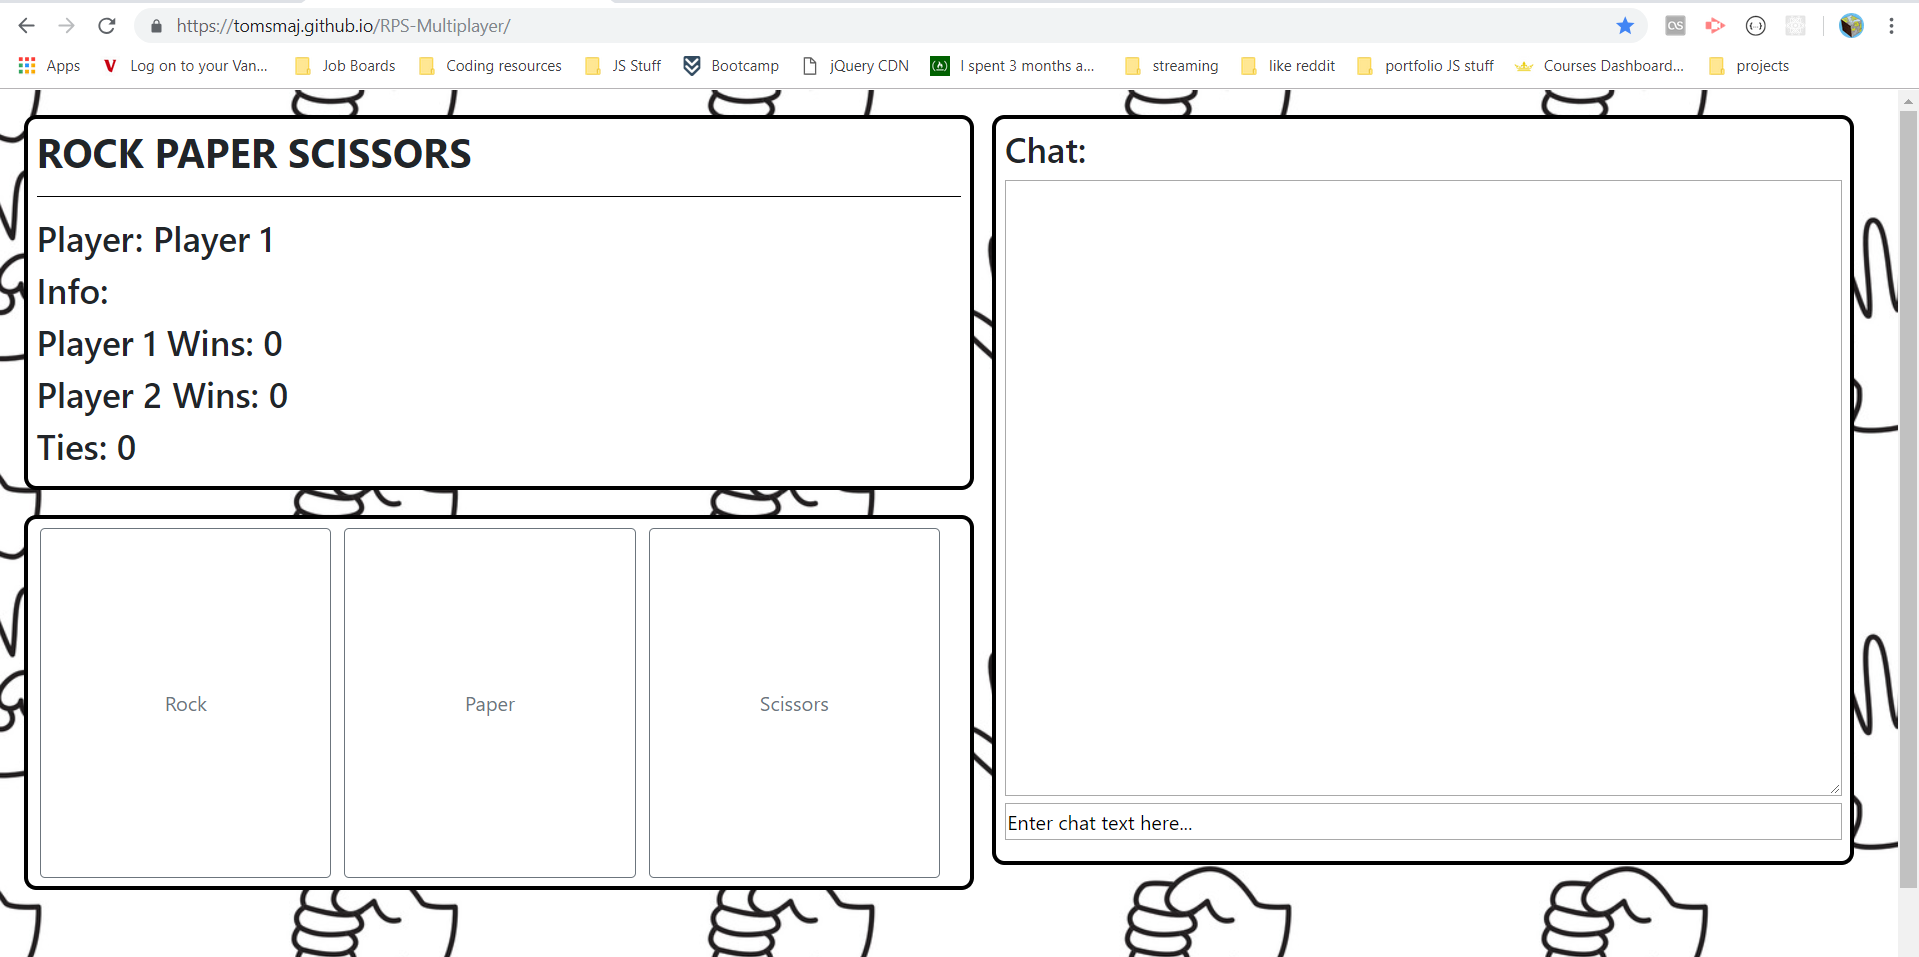 https://tomsmaj.github.io/RPS-Multiplayer/
Apps Log on to your Van... Job Boards Coding resources JS Stuff Bootcamp jQuery CDN I spent 3 months a... streaming like reddit portfolio JS stuff Courses Dashboard... projects
ROCK PAPER SCISSORS
Player: Player 1
Info:
Player 1 Wins: 0
Player 2 Wins: 0
Ties: 0
Rock Paper Scissors
Chat:
Enter chat text here...